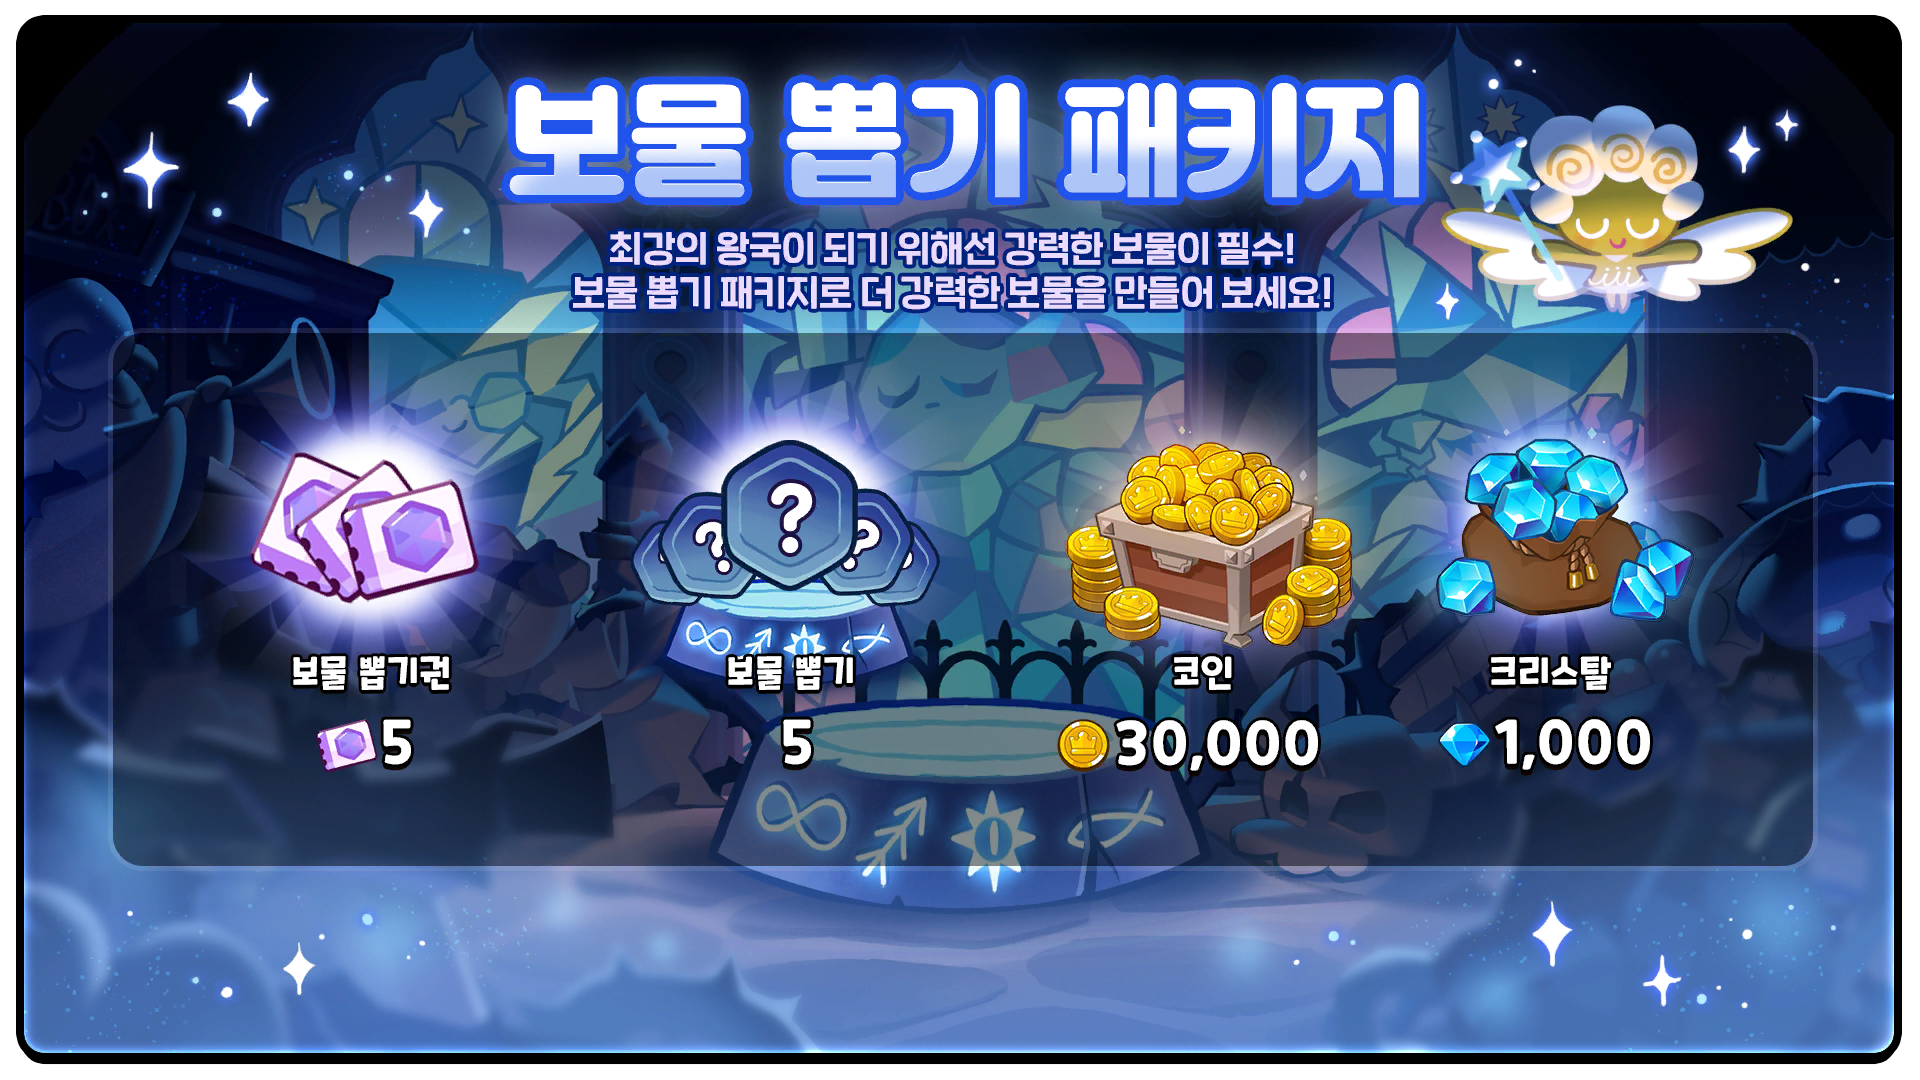 보물 뽑기 패키지
최강의 왕국이 되기 위해선 강력한 보물이 필수!
보물 뽑기 패키지로 더 강력한 보물을 만들어 보세요!
? ? ?
보물 뽑기권 보물 뽑기 코인 크리스탈
5 5 30,000 1,000